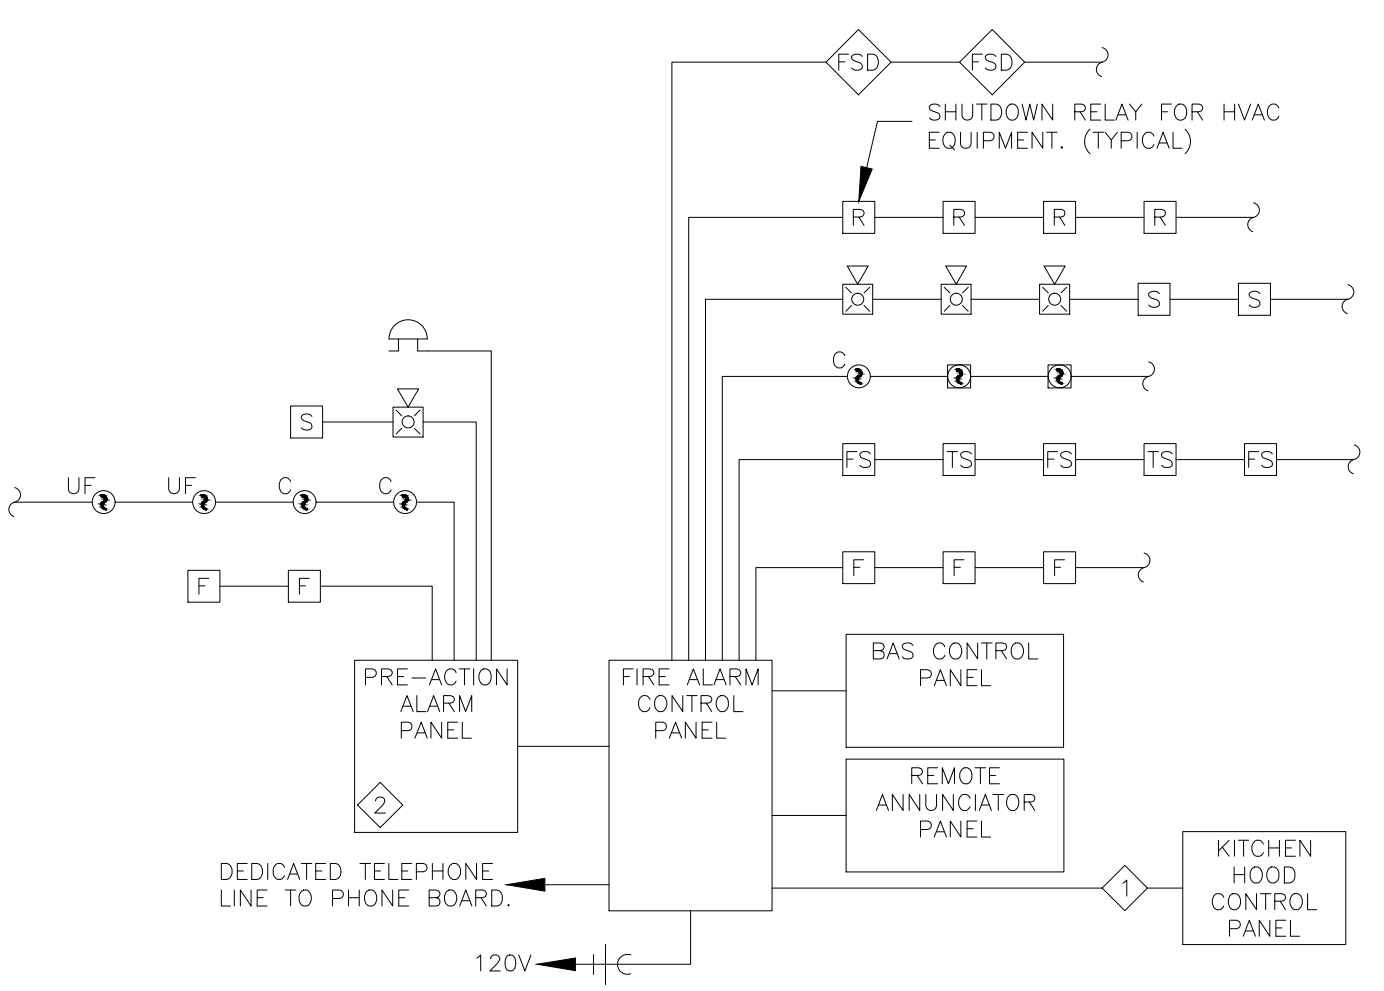 FSD FSD
SHUTDOWN RELAY FOR HVAC
EQUIPMENT. (TYPICAL)
R R R R
S S
C
S
FS TS FS TS FS
UF UF C C
F F F
F F
PRE-ACTION
ALARM
PANEL
2
FIRE ALARM
CONTROL
PANEL
BAS CONTROL
PANEL
REMOTE
ANNUNCIATOR
PANEL
DEDICATED TELEPHONE
LINE TO PHONE BOARD.
1
KITCHEN
HOOD
CONTROL
PANEL
120V